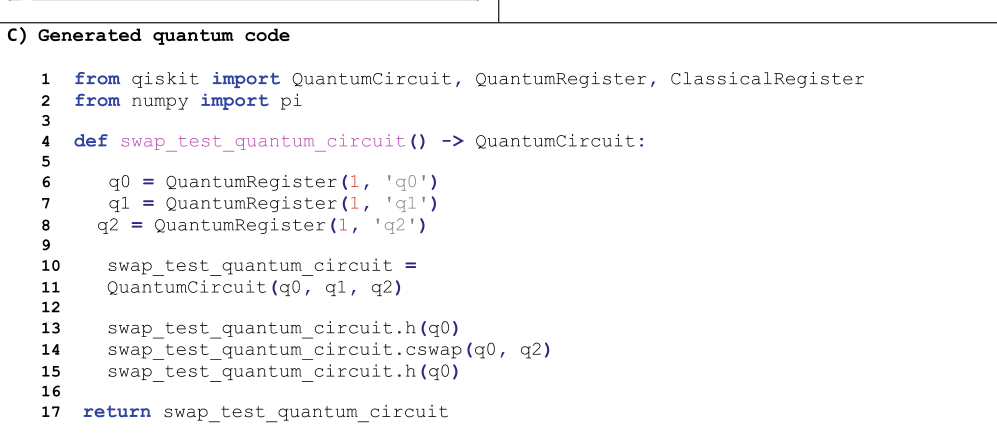 C) Generated quantum code
1 from qiskit import QuantumCircuit, QuantumRegister, ClassicalRegister
2 from numpy import pi
3
4 def swap_test_quantum_circuit() -> QuantumCircuit:
5
6 q0 = QuantumRegister(1, 'q0')
7 q1 = QuantumRegister(1, 'q1')
8 q2 = QuantumRegister(1, 'q2')
9
10 swap_test_quantum_circuit =
11 QuantumCircuit(q0, q1, q2)
12
13 swap_test_quantum_circuit.h(q0)
14 swap_test_quantum_circuit.cswap(q0, q2)
15 swap_test_quantum_circuit.h(q0)
16
17 return swap_test_quantum_circuit